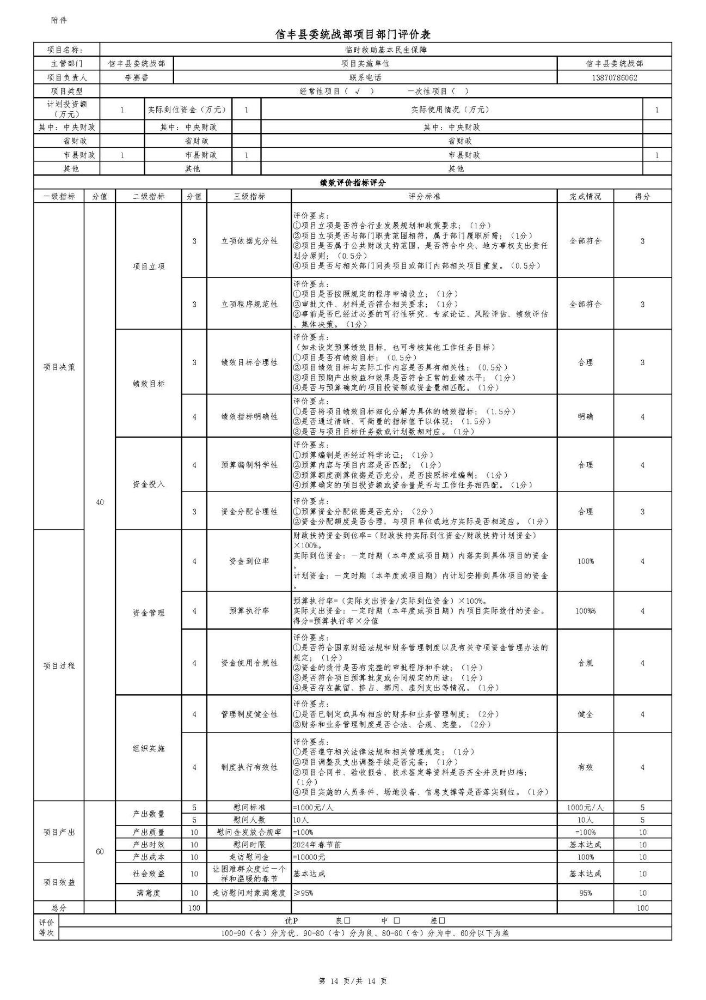 附件
信丰县委统战部项目部门评价表
项目名称： 临时救助基本民生保障
主管部门 信丰县委统战部 项目实施单位 信丰县委统战部
项目负责人 李赛香 联系电话 13870786062
项目类型 经常性项目（ √ ） 一次性项目（ ）
计划投资额（万元） 1 实际到位资金（万元） 1 实际使用情况（万元） 1
其中：中央财政 其中：中央财政 其中：中央财政
省财政 省财政 省财政
市县财政 1 市县财政 1 市县财政 1
其他 其他 其他
绩效评价指标评分
一级指标 分值 二级指标 分值 三级指标 评分标准 完成情况 得分
项目决策 40 项目立项 3 立项依据充分性
评价要点：
①项目立项是否符合行业发展规划和政策要求；（1分）
②项目立项是否与部门职责范围相符，属于部门履职所需；（1分）
③项目是否属于公共财政支持范围，是否符合中央、地方事权支出责任
划分原则；（0.5分）
④项目是否与相关部门同类项目或部门内部相关项目重复。（0.5分）
全部符合 3
3 立项程序规范性
评价要点：
①项目是否按照规定的程序申请设立；（1分）
②审批文件、材料是否符合相关要求；（1分）
③事前是否已经过必要的可行性研究、专家论证、风险评估、绩效评估
、集体决策。（1分）
全部符合 3
绩效目标 3 绩效目标合理性
评价要点：
（如未设定预算绩效目标，也可考核其他工作任务目标）
①项目是否有绩效目标；（0.5分）
②项目绩效目标与实际工作内容是否具有相关性；（0.5分）
③项目预期产出效益和效果是否符合正常的业绩水平；（1分）
④是否与预算确定的项目投资额或资金量相匹配。（1分）
合理 3
4 绩效指标明确性
评价要点：
①是否将项目绩效目标细化分解为具体的绩效指标；（1.5分）
②是否通过清晰、可衡量的指标值予以体现；（1.5分）
③是否与项目目标任务数或计划数相对应。（1分）
明确 4
资金投入 4 预算编制科学性
评价要点：
①预算编制是否经过科学论证；（1分）
②预算内容与项目内容是否匹配；（1分）
③预算额度测算依据是否充分，是否按照标准编制；（1分）
④预算确定的项目投资额或资金量是否与工作任务相匹配。（1分）
合理 4
3 资金分配合理性
评价要点：
①预算资金分配依据是否充分；（2分）
②资金分配额度是否合理，与项目单位或地方实际是否相适应。（1分）
合理 3
项目过程 资金管理 4 资金到位率
财政扶持资金到位率=（财政扶持实际到位资金/财政扶持计划资金）
×100%。
实际到位资金：一定时期（本年度或项目期）内落实到具体项目的资金
。
计划资金：一定时期（本年度或项目期）内计划安排到具体项目的资金
。
100% 4
4 预算执行率
预算执行率=（实际支出资金/实际到位资金）×100%。
实际支出资金：一定时期（本年度或项目期）内项目实际拨付的资金。
得分=预算执行率×分值
100%% 4
4 资金使用合规性
评价要点：
①是否符合国家财经法规和财务管理制度以及有关专项资金管理办法的
规定；（1分）
②资金的拨付是否有完整的审批程序和手续；（1分）
③是否符合项目预算批复或合同规定的用途；（1分）
④是否存在截留、挤占、挪用、虚列支出等情况。（1分）
合规 4
组织实施 4 管理制度健全性
评价要点：
①是否已制定或具有相应的财务和业务管理制度；（2分）
②财务和业务管理制度是否合法、合规、完整。（2分）
健全 4
4 制度执行有效性
评价要点：
①是否遵守相关法律法规和相关管理规定；（1分）
②项目调整及支出调整手续是否完备；（1分）
③项目合同书、验收报告、技术鉴定等资料是否齐全并及时归档；
（1分）
④项目实施的人员条件、场地设备、信息支撑等是否落实到位。（1分）
有效 4
项目产出 60 产出数量 5 慰问标准 =1000元/人 1000元/人 5
5 慰问人数 10人 10人 5
产出质量 10 慰问金发放合规率 =100% =100% 10
产出时效 10 慰问时限 2024年春节前 基本达成 10
产出成本 10 走访慰问金 =10000元 100% 10
项目效益 社会效益 10 让困难群众度过一个祥和温暖的春节 基本达成 基本达成 10
满意度 10 走访慰问对象满意度 ≥95% 95% 10
总分 100 100
评价等次 优P 良□ 中 □ 差□
100-90（含）分为优、90-80（含）分为良、80-60（含）分为中、60分以下为差
第 14 页/共 14 页